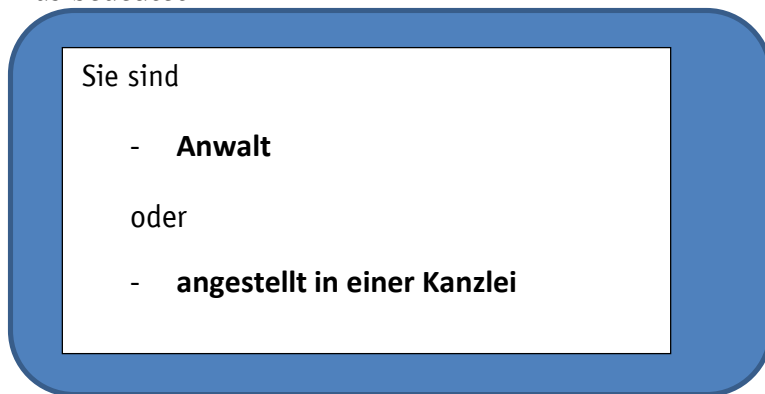 Sie sind
- Anwalt
oder
- angestellt in einer Kanzlei